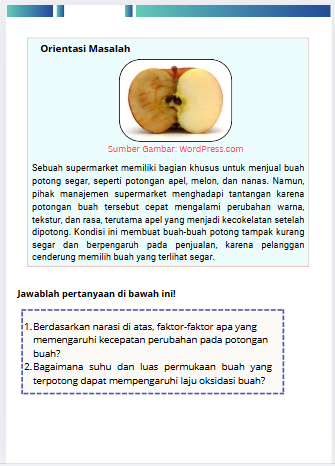 Orientasi Masalah
Sumber Gambar: WordPress.com
Sebuah supermarket memiliki bagian khusus untuk menjual buah
potong segar, seperti potongan apel, melon, dan nanas. Namun,
pihak manajemen supermarket menghadapi tantangan karena
potongan buah tersebut cepat mengalami perubahan warna,
tekstur, dan rasa, terutama apel yang menjadi kecokelatan setelah
dipotong. Kondisi ini membuat buah-buah potong tampak kurang
segar dan berpengaruh pada penjualan, karena pelanggan
cenderung memilih buah yang terlihat segar.
Jawablah pertanyaan di bawah ini!
1. Berdasarkan narasi di atas, faktor-faktor apa yang
memengaruhi kecepatan perubahan pada potongan
buah?
2. Bagaimana suhu dan luas permukaan buah yang
terpotong dapat mempengaruhi laju oksidasi buah?